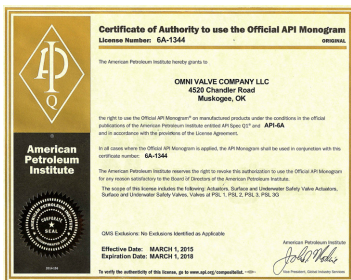 Certificate of Authority to use the Official API Monogram
License Number: 6A-1344
ORIGINAL
The American Petroleum Institute hereby grants to
OMNI VALVE COMPANY LLC
4520 Chandler Road
Muskogee, OK
the right to use the Official API Monogram® on manufactured products under the conditions in the official
publications of the American Petroleum Institute entitled API Spec Q1® and API-6A
and in accordance with the provisions of the License Agreement.
In all cases where the Official API Monogram is applied, the API Monogram shall be used in conjunction with this
certificate number: 6A-1344
The American Petroleum Institute reserves the right to revoke this authorization to use the Official API Monogram
for any reason satisfactory to the Board of Directors of the American Petroleum Institute.
The scope of this license includes the following: Actuators, Surface and Underwater Safety Valve Actuators,
Surface and Underwater Safety Valves, Valves at PSL 1, PSL 2, PSL 3, PSL 3G
QMS Exclusions: No Exclusions Identified as Applicable
American Petroleum Institute
Effective Date: MARCH 1, 2015
Expiration Date: MARCH 1, 2018
To verify the authenticity of this license, go to www.api.org/compositelist.
Vice President, Global Industry Services
API
Q
American
Petroleum
Institute
CORPORATE
SEAL